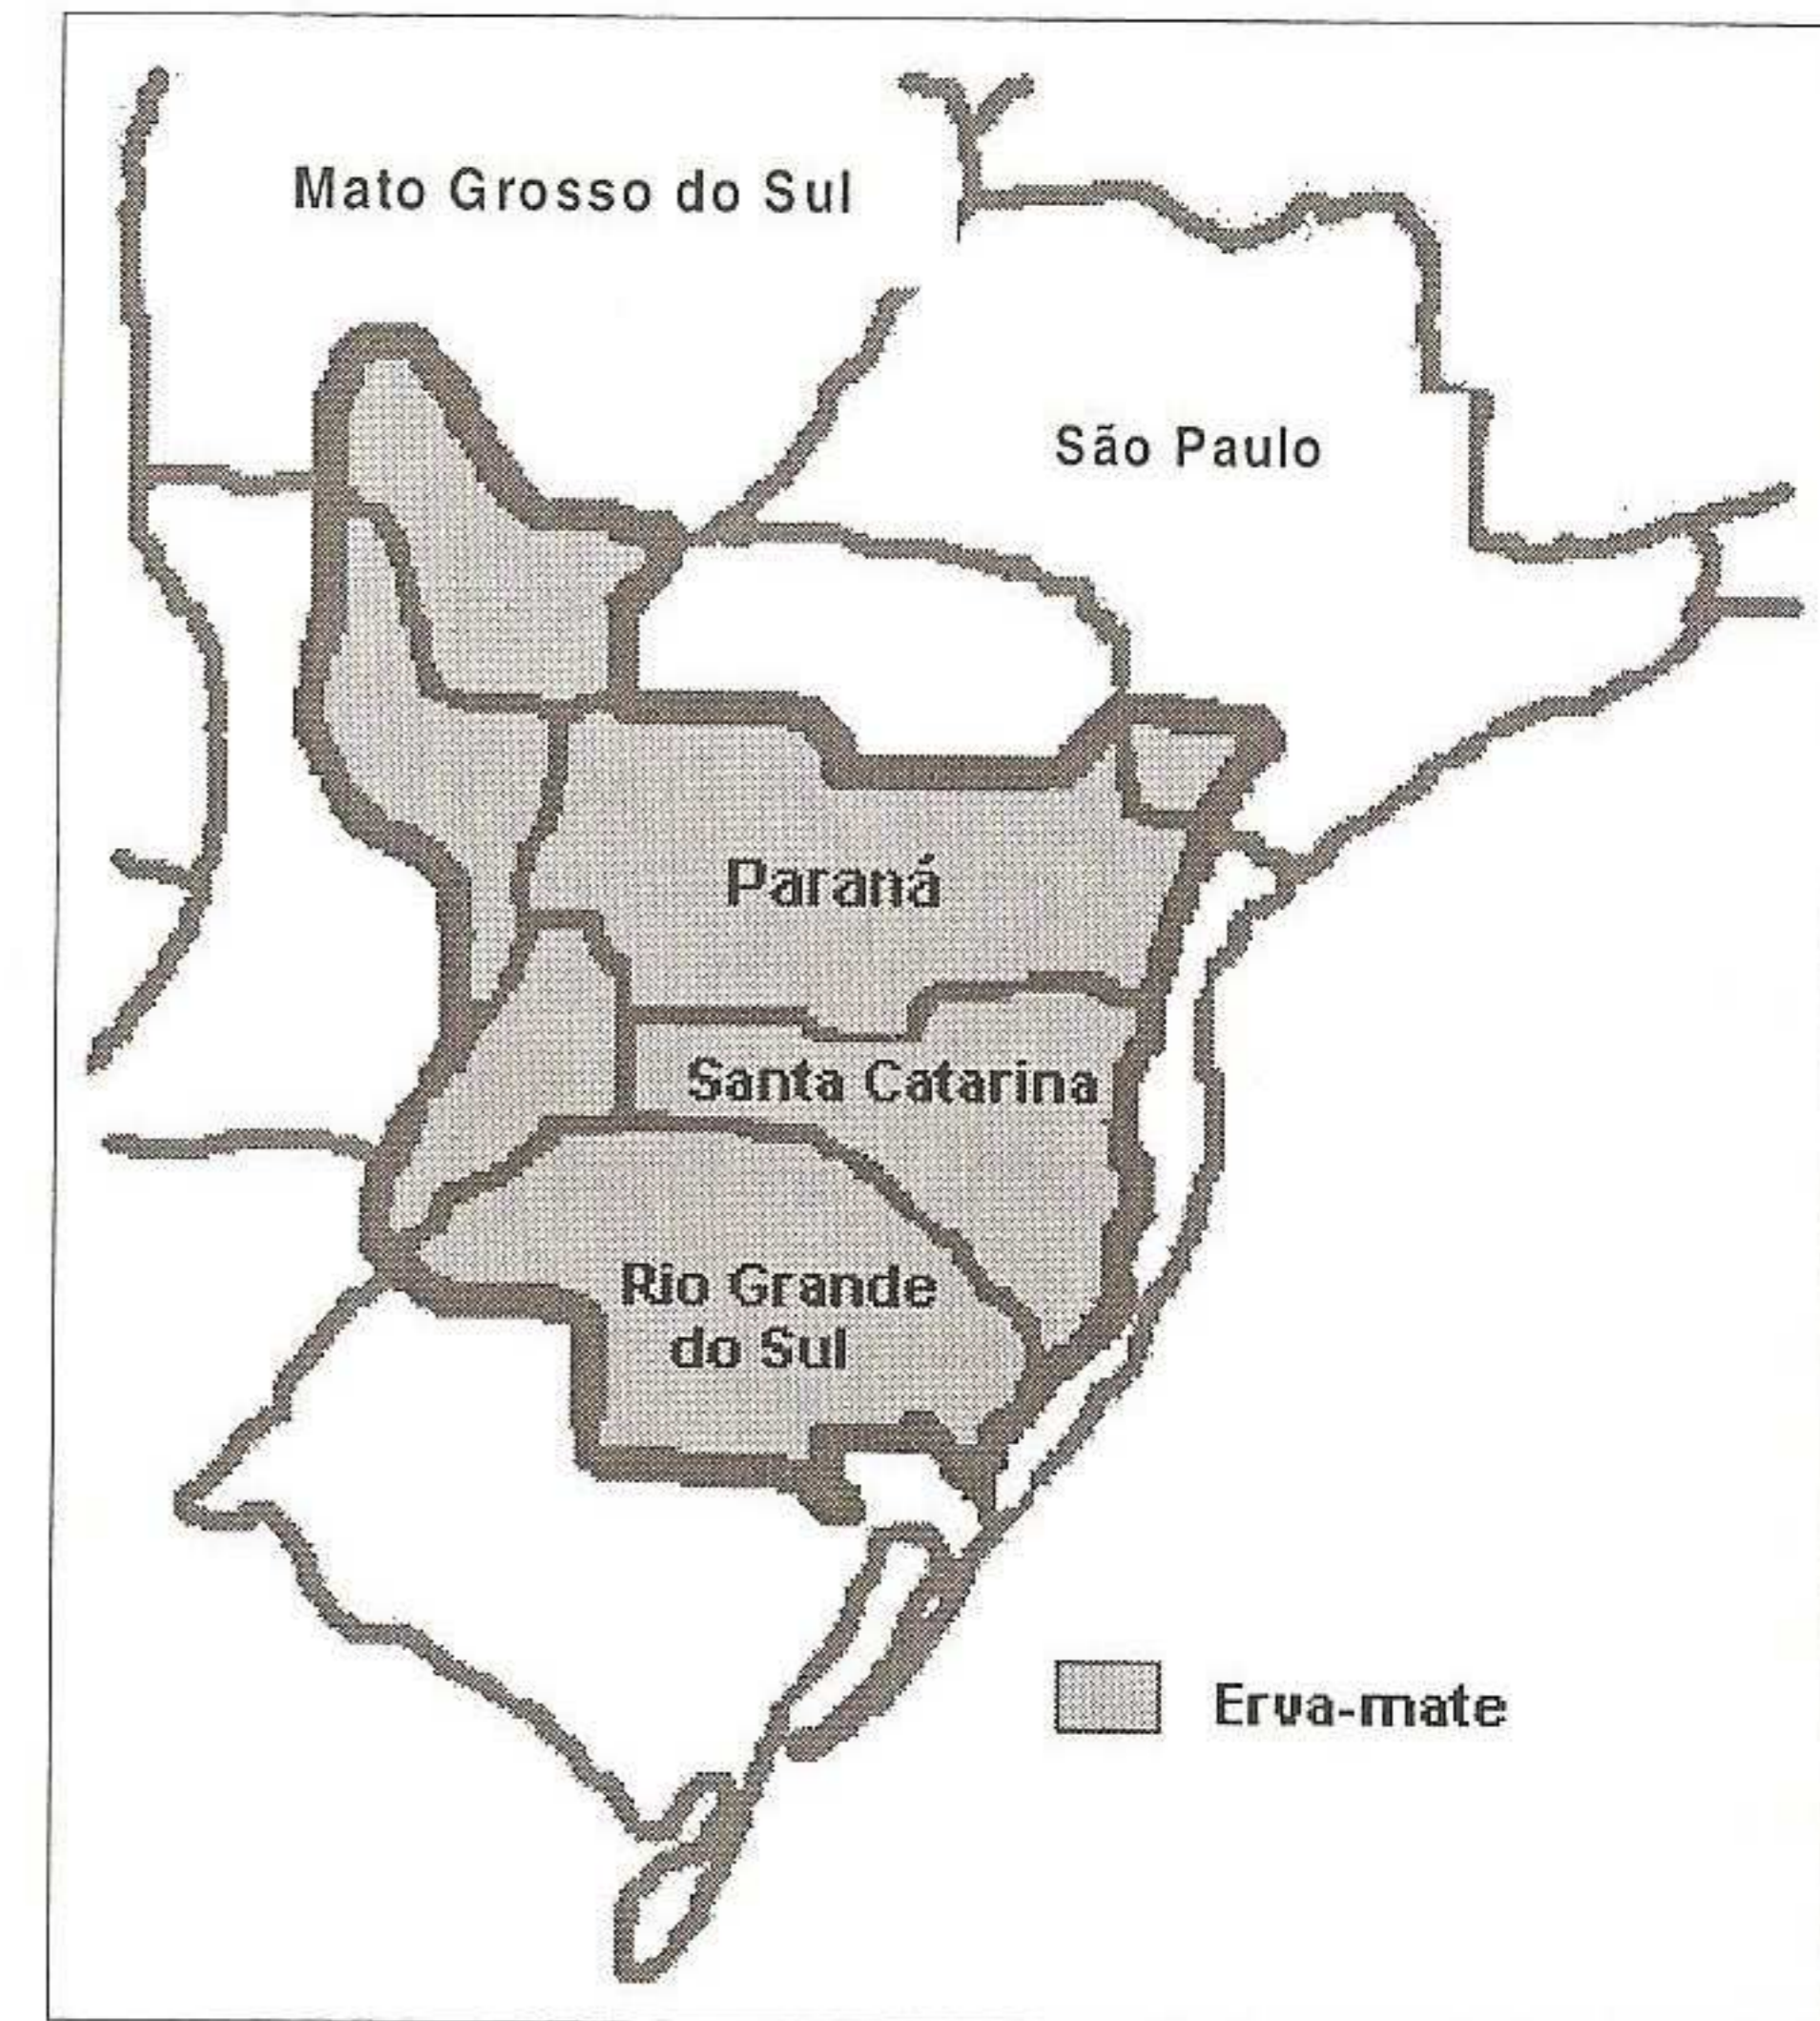 Mato Grosso do Sul
São Paulo
Paraná
Santa Catarina
Rio Grande
do Sul
Erva-mate